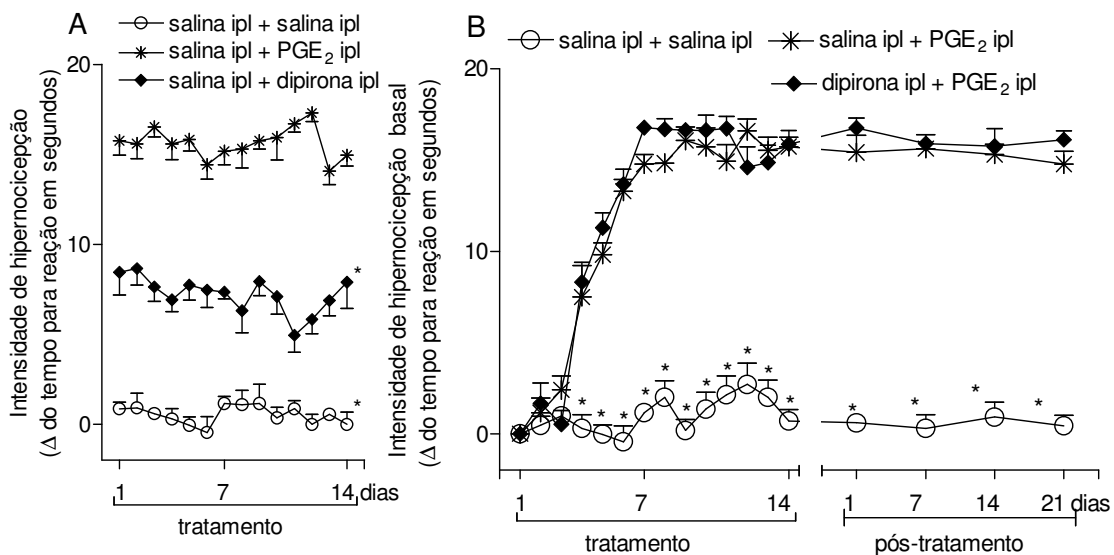 A
salina ipl + salina ipl
salina ipl + PGE2 ipl
salina ipl + dipirona ipl
Intensidade de hipernocicepção
(Δ do tempo para reação em segundos)
20
10
0
*
*
1 7 14 dias
tratamento
B
salina ipl + salina ipl
salina ipl + PGE2 ipl
dipirona ipl + PGE2 ipl
Intensidade de hipernocicepção basal
(Δ do tempo para reação em segundos)
20
10
0
* * * * * * * * * * *
* * * *
1 7 14
tratamento
1 7 14 21 dias
pós-tratamento